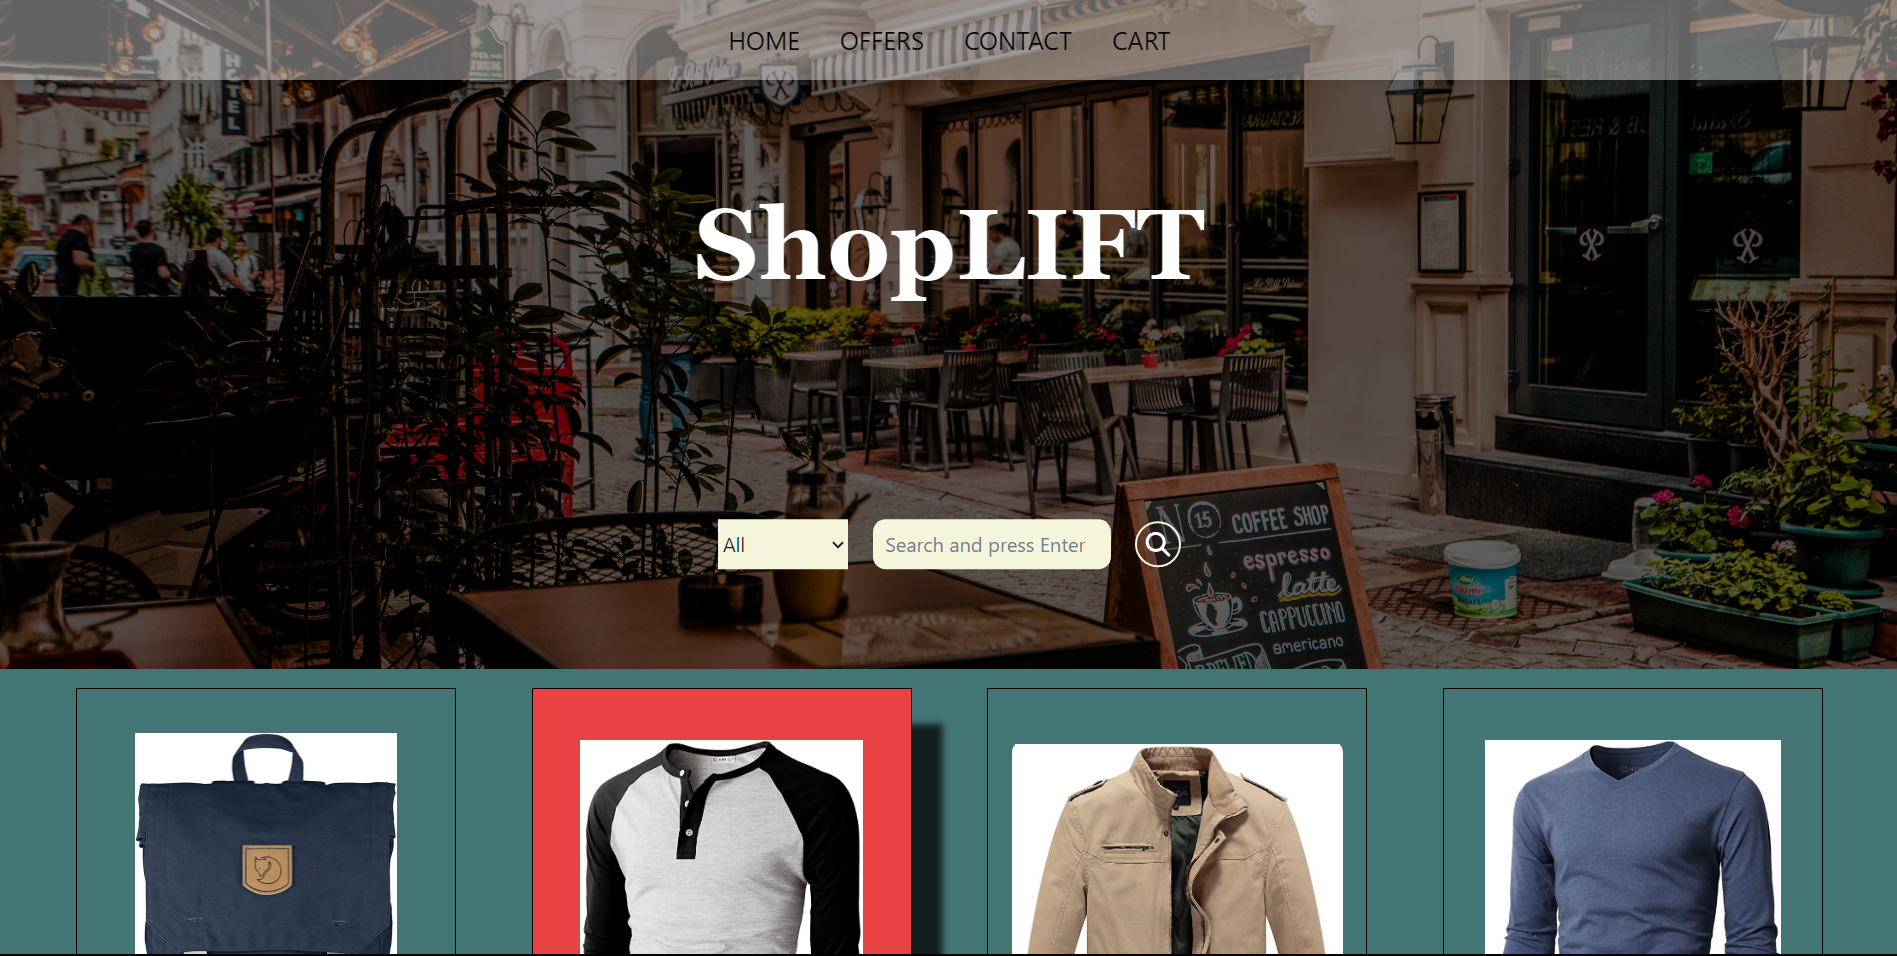 HOME OFFERS CONTACT CART
HOTEL
ShopLIFT
All
Search and press Enter
N 15 COFFEE SHOP
espresso
latte
CAPPUCCINO
americano